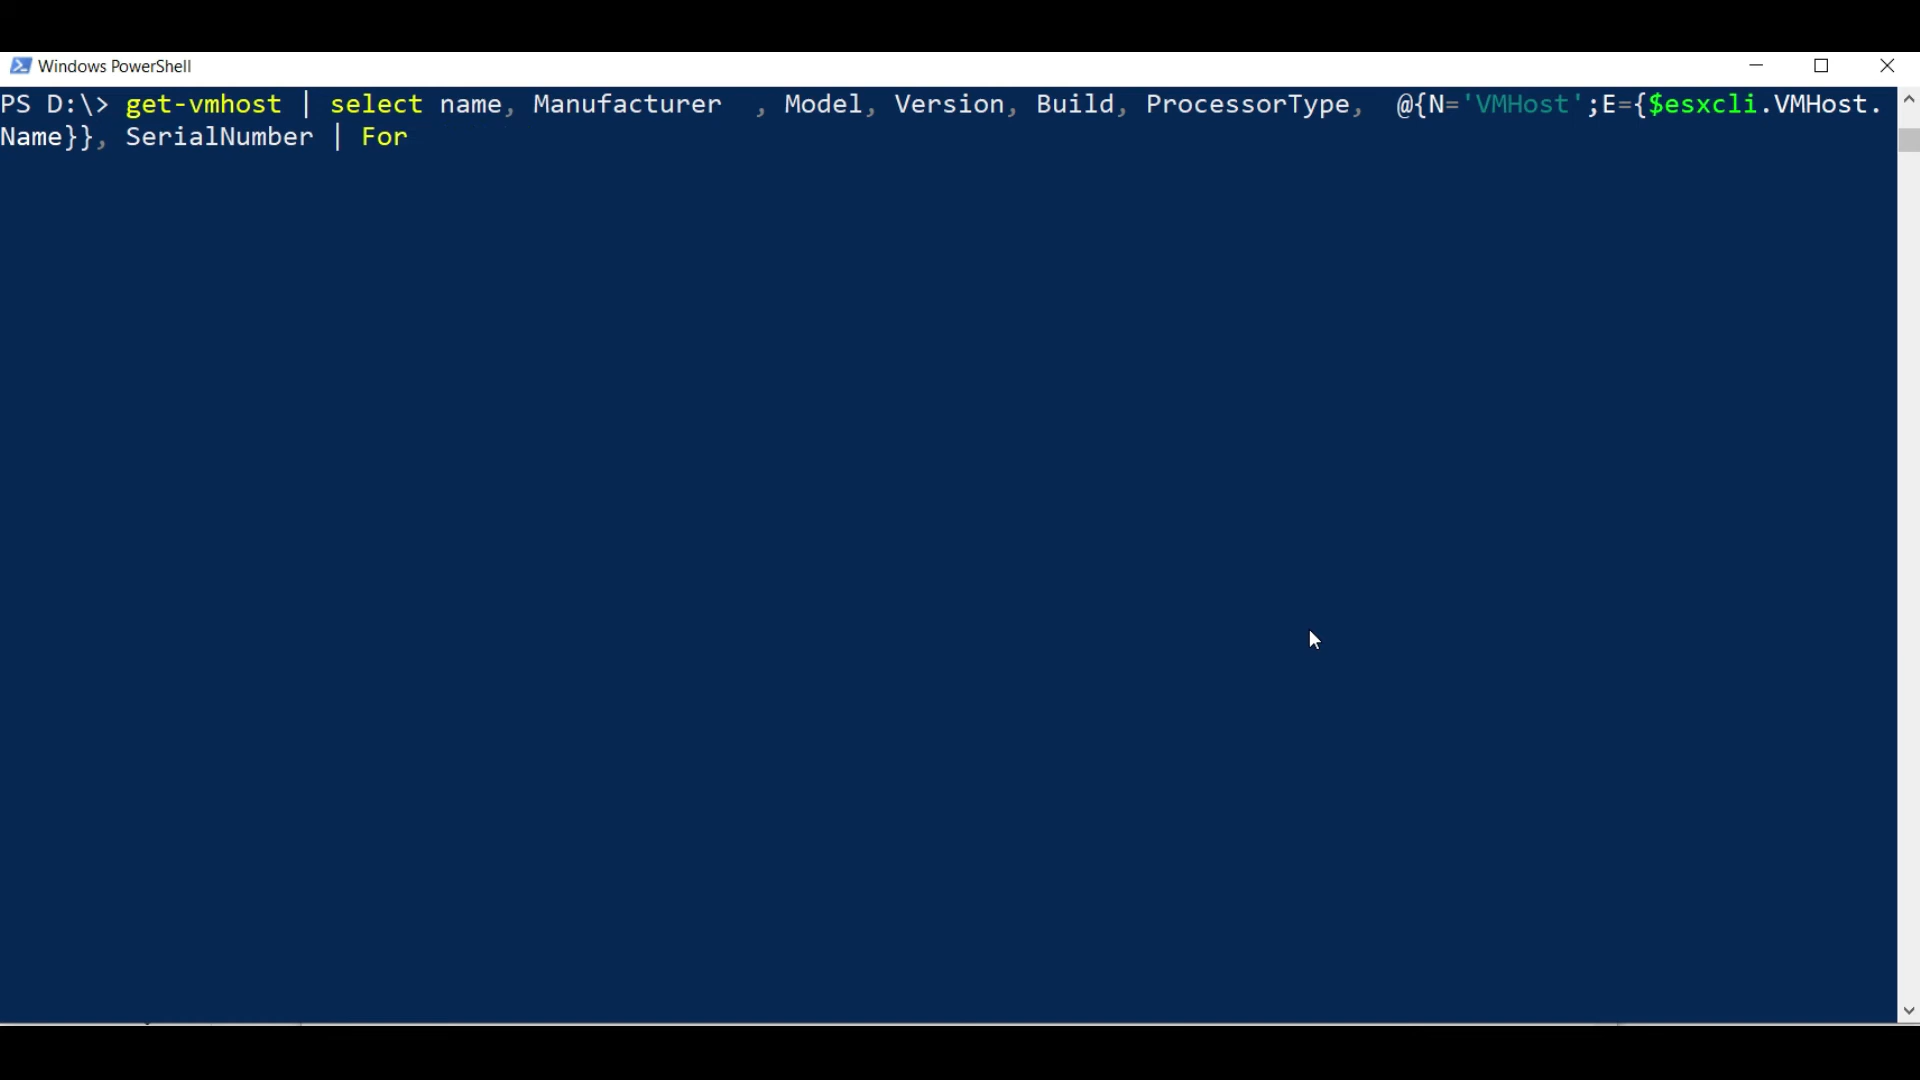 Windows PowerShell
PS D:\> get-vmhost | select name, Manufacturer  , Model, Version, Build, ProcessorType,  @{N='VMHost';E={$esxcli.VMHost.
Name}}, SerialNumber | For